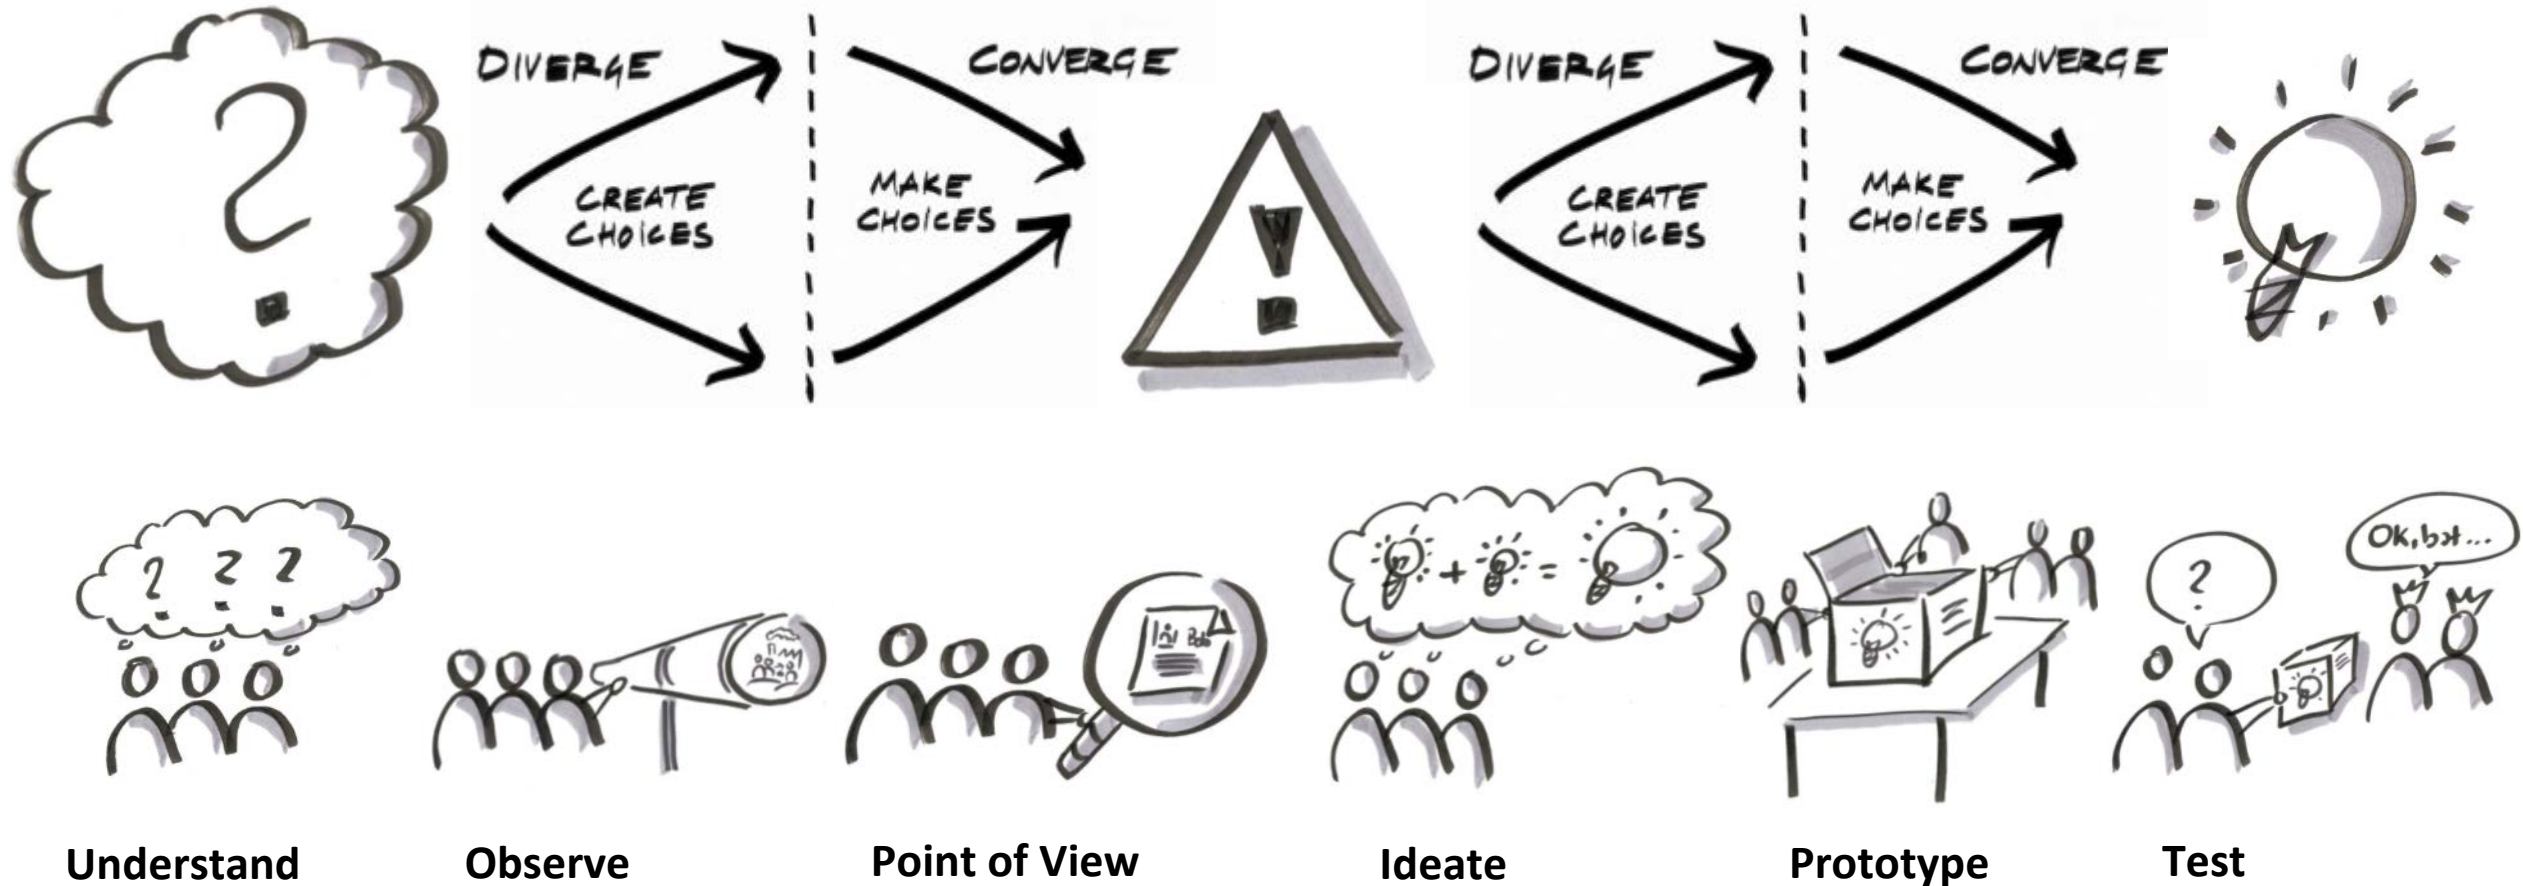 DIVERGE
CONVERGE
CREATE
CHOICES
MAKE
CHOICES
DIVERGE
CONVERGE
CREATE
CHOICES
MAKE
CHOICES
?
!
? ? ?
Bob
+ =
?
Ok, but...
Understand
Observe
Point of View
Ideate
Prototype
Test